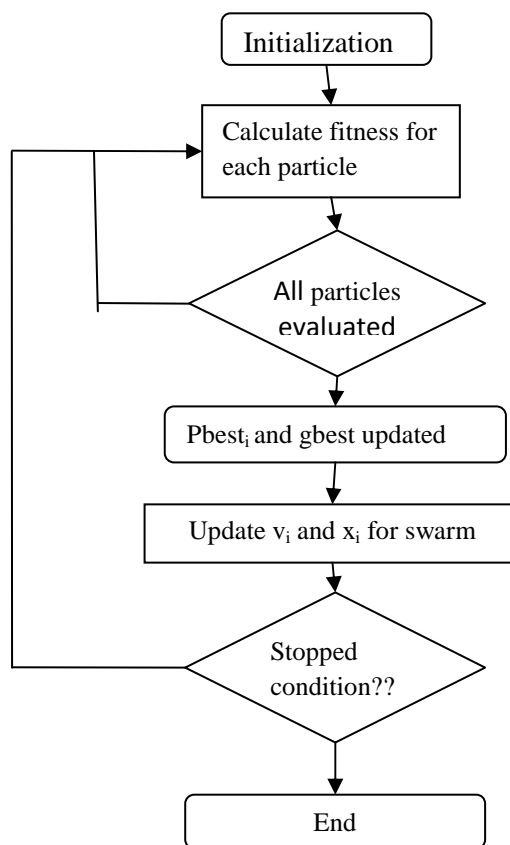 Initialization
Calculate fitness for
each particle
All particles
evaluated
Pbestᵢ and gbest updated
Update vᵢ and xᵢ for swarm
Stopped
condition??
End